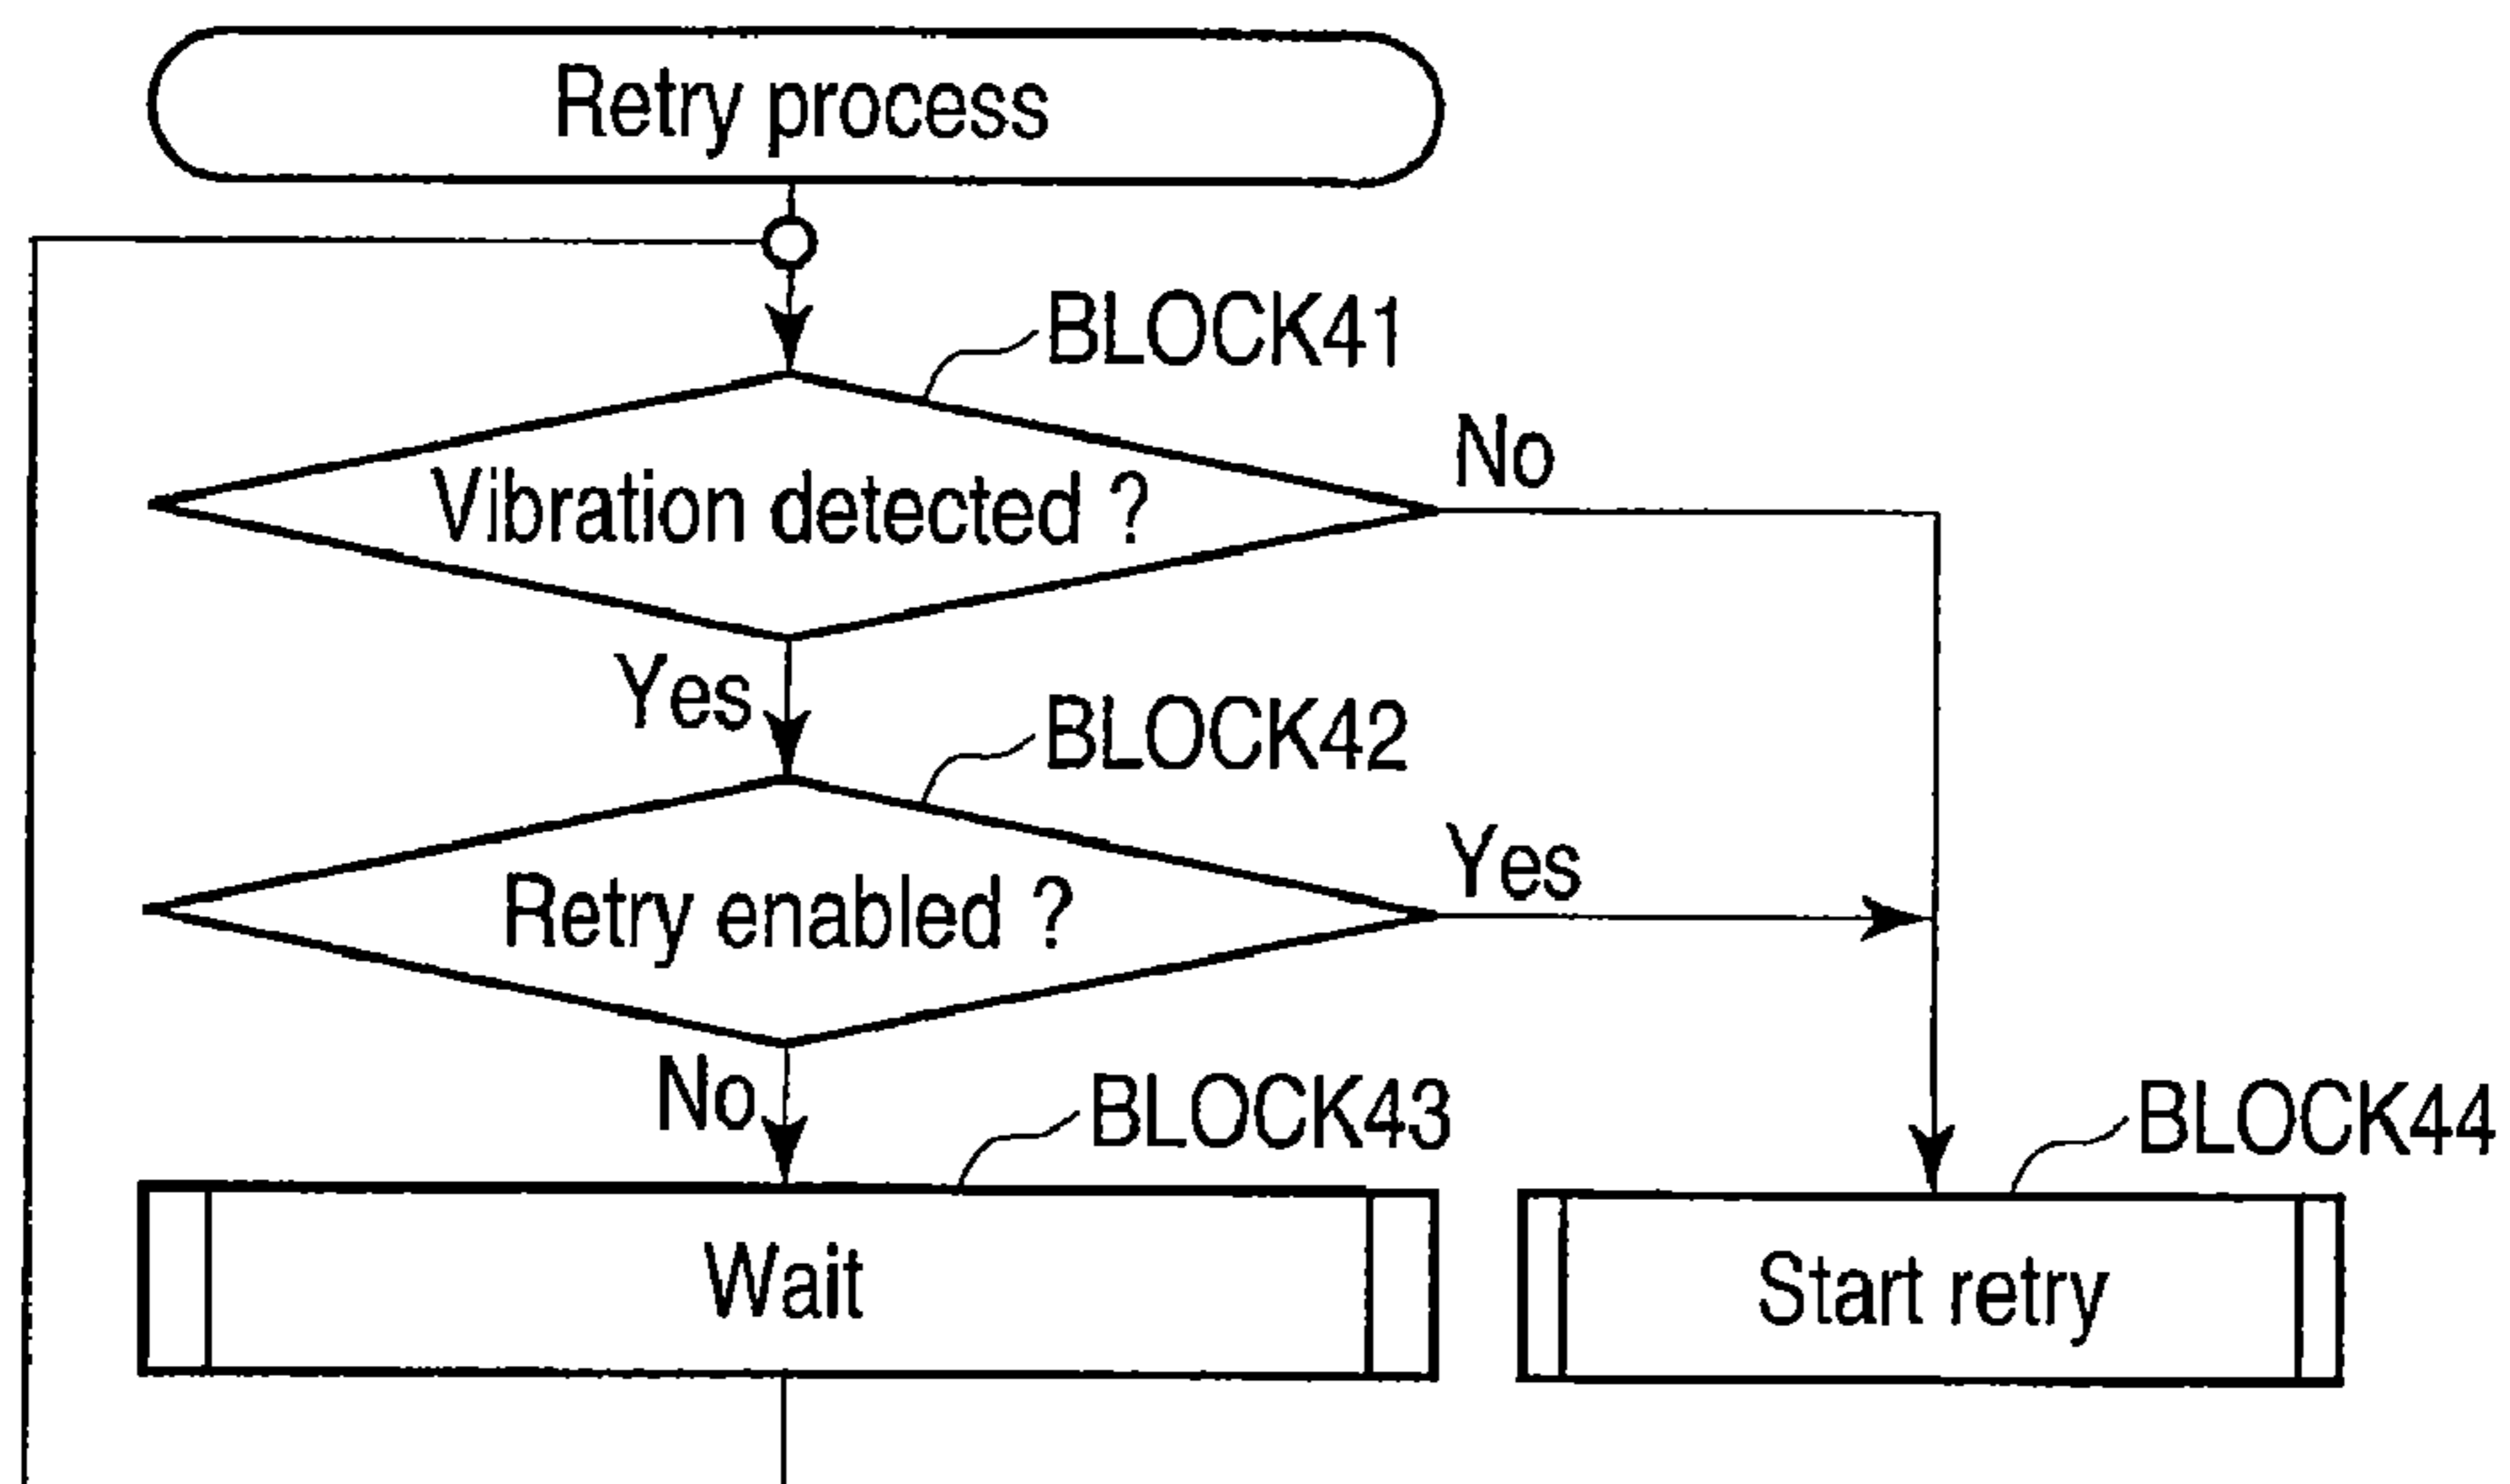 Retry process
BLOCK41
No
Vibration detected ?
Yes
BLOCK42
Yes
Retry enabled ?
No
BLOCK43
BLOCK44
Wait
Start retry